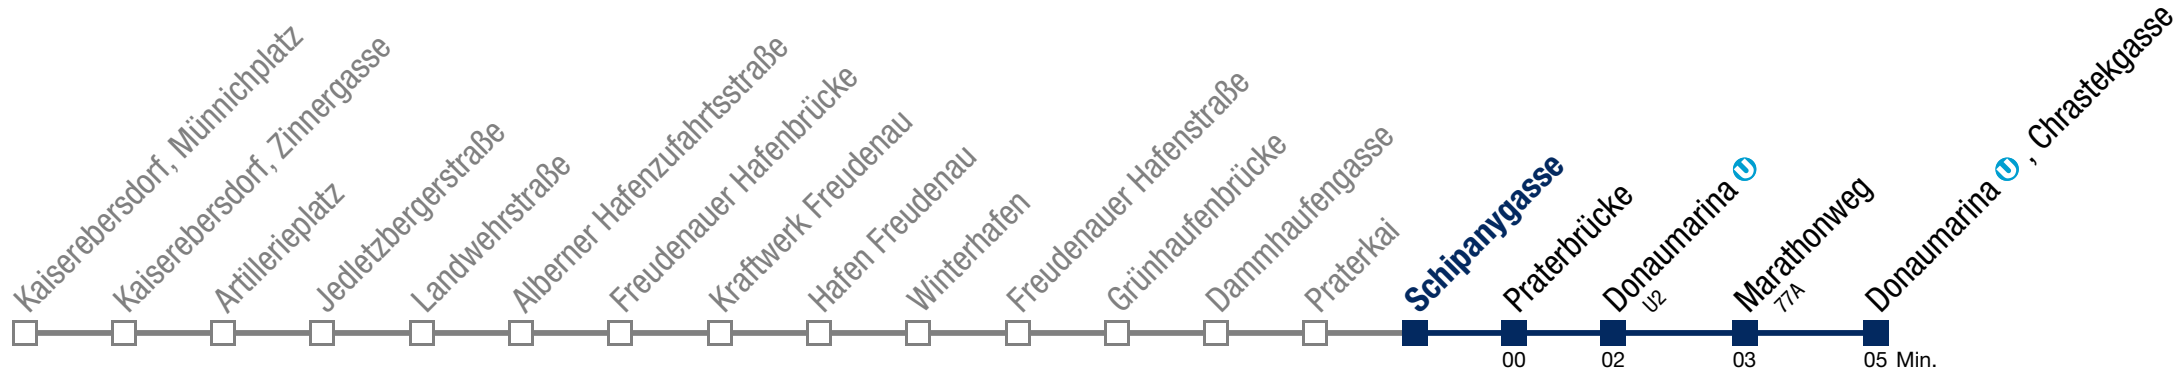 Kaiserebersdorf, Münnichplatz
Kaiserebersdorf, Zinnergasse
Artillerieplatz
Jedletzbergerstraße
Landwehrstraße
Alberner Hafenzufahrtsstraße
Freudenauer Hafenbrücke
Kraftwerk Freudenau
Hafen Freudenau
Winterhafen
Freudenauer Hafenstraße
Grünhaufenbrücke
Dammhaufengasse
Praterkai
Schipanygasse
Praterbrücke
Donaumarina U
U2
Marathonweg
77A
Donaumarina U , Chrastekgasse
00 02 03 05 Min.